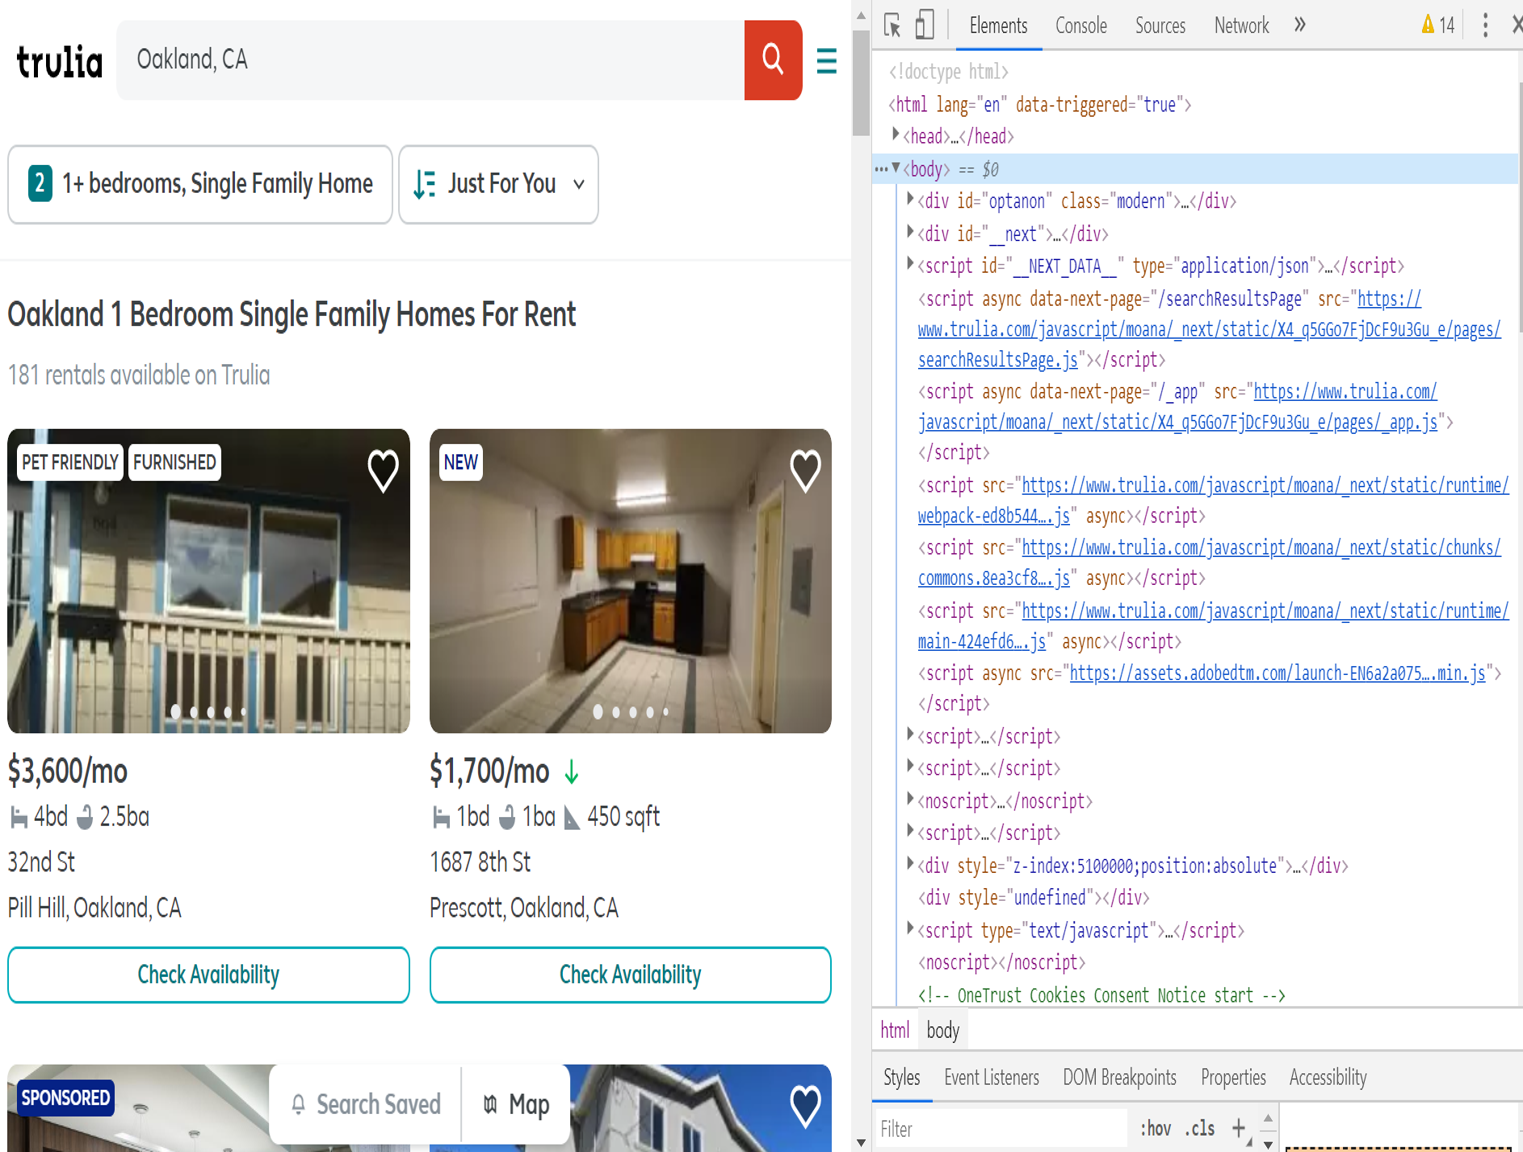 trulia
Oakland, CA
2 1+ bedrooms, Single Family Home
Just For You
Oakland 1 Bedroom Single Family Homes For Rent
181 rentals available on Trulia
PET FRIENDLY
FURNISHED
NEW
$3,600/mo
4bd 2.5ba
32nd St
Pill Hill, Oakland, CA
Check Availability
$1,700/mo
1bd 1ba 450 sqft
1687 8th St
Prescott, Oakland, CA
Check Availability
SPONSORED
Search Saved
Map
Elements Console Sources Network » 14
<!doctype html>
<html lang="en" data-triggered="true">
<head>…</head>
<body> == $0
<div id="optanon" class="modern">…</div>
<div id="__next">…</div>
<script id="__NEXT_DATA__" type="application/json">…</script>
<script async data-next-page="/searchResultsPage" src="https://
www.trulia.com/javascript/moana/_next/static/X4_q5GGo7FjDcF9u3Gu_e/pages/
searchResultsPage.js"></script>
<script async data-next-page="/_app" src="https://www.trulia.com/
javascript/moana/_next/static/X4_q5GGo7FjDcF9u3Gu_e/pages/_app.js">
</script>
<script src="https://www.trulia.com/javascript/moana/_next/static/runtime/
webpack-ed8b544….js" async></script>
<script src="https://www.trulia.com/javascript/moana/_next/static/chunks/
commons.8ea3cf8….js" async></script>
<script src="https://www.trulia.com/javascript/moana/_next/static/runtime/
main-424efd6….js" async></script>
<script async src="https://assets.adobedtm.com/launch-EN6a2a075….min.js">
</script>
<script>…</script>
<script>…</script>
<noscript>…</noscript>
<script>…</script>
<div style="z-index:5100000;position:absolute">…</div>
<div style="undefined"></div>
<script type="text/javascript">…</script>
<noscript></noscript>
<!-- OneTrust Cookies Consent Notice start -->
html body
Styles Event Listeners DOM Breakpoints Properties Accessibility
Filter :hov .cls +